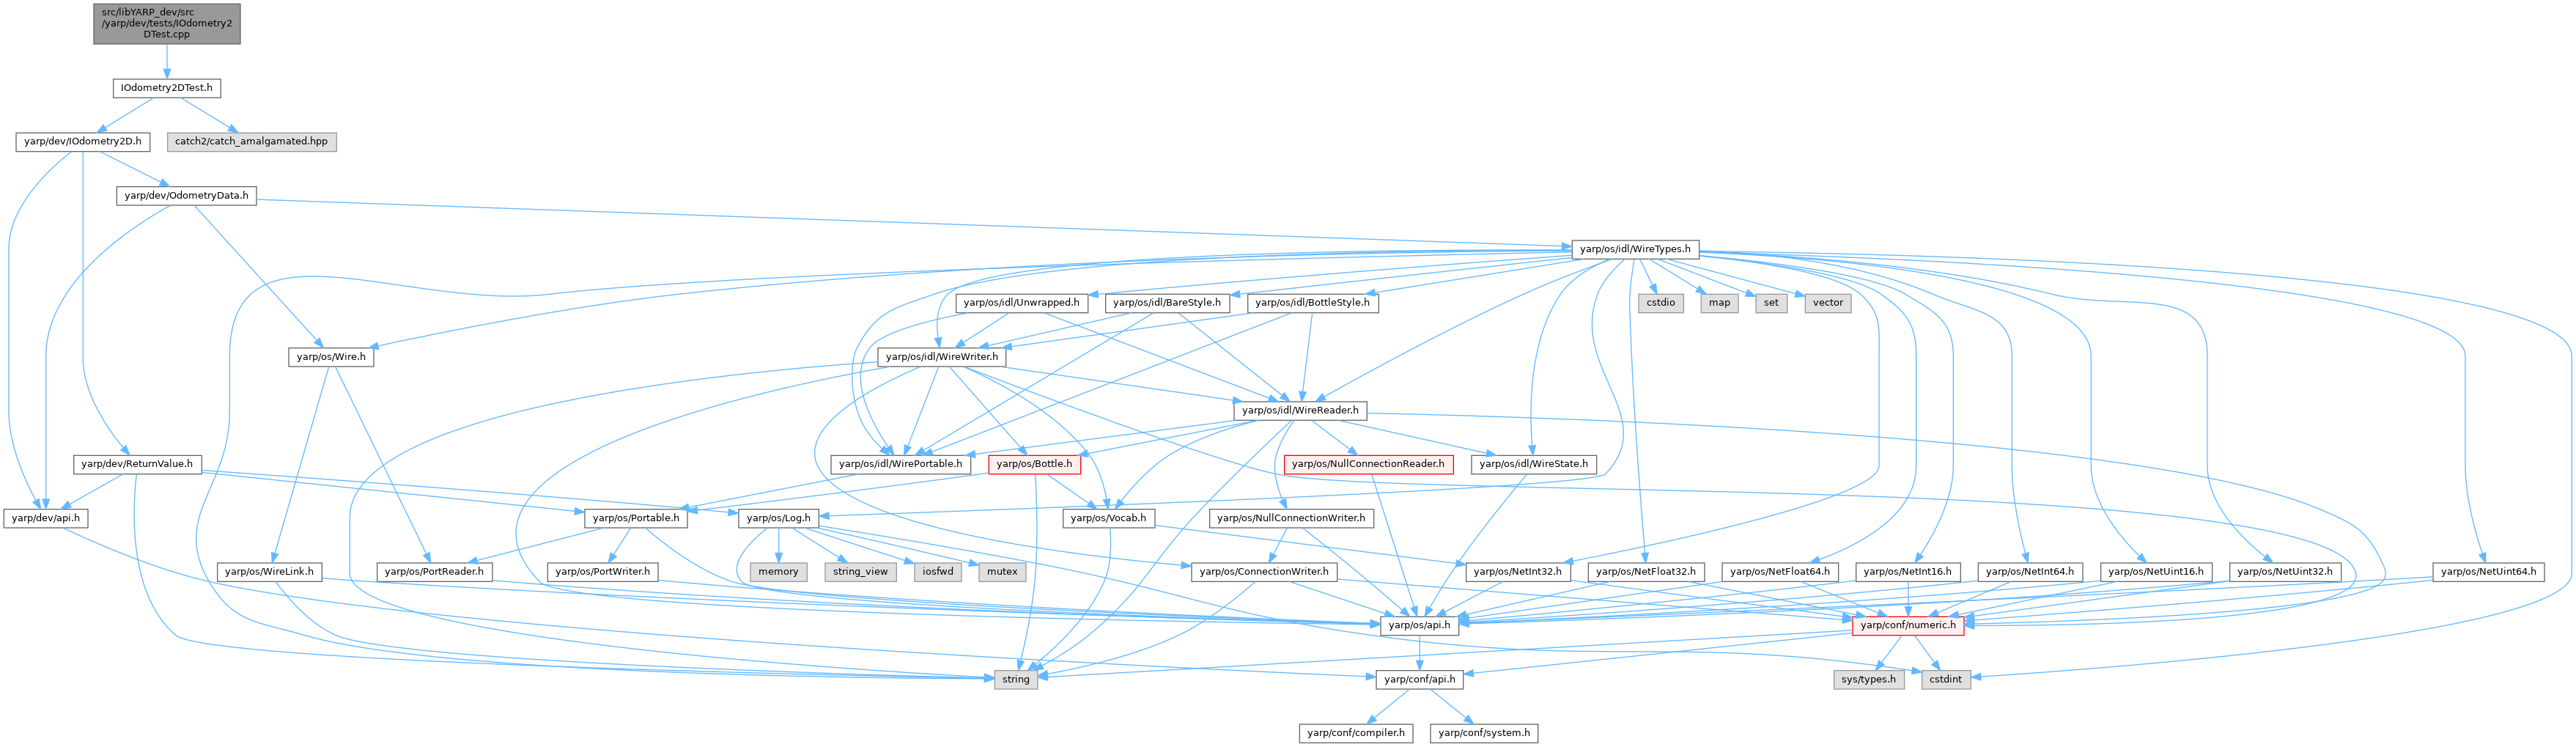 src/libYARP_dev/src
/yarp/dev/tests/IOdometry2
DTest.cpp
IOdometry2DTest.h
yarp/dev/IOdometry2D.h
catch2/catch_amalgamated.hpp
yarp/dev/OdometryData.h
yarp/os/idl/WireTypes.h
yarp/os/idl/Unwrapped.h
yarp/os/idl/BareStyle.h
yarp/os/idl/BottleStyle.h
cstdio
map
set
vector
yarp/os/Wire.h
yarp/os/idl/WireWriter.h
yarp/os/idl/WireReader.h
yarp/dev/ReturnValue.h
yarp/os/idl/WirePortable.h
yarp/os/Bottle.h
yarp/os/NullConnectionReader.h
yarp/os/idl/WireState.h
yarp/dev/api.h
yarp/os/Portable.h
yarp/os/Log.h
yarp/os/Vocab.h
yarp/os/NullConnectionWriter.h
yarp/os/WireLink.h
yarp/os/PortReader.h
yarp/os/PortWriter.h
memory
string_view
iosfwd
mutex
yarp/os/ConnectionWriter.h
yarp/os/NetInt32.h
yarp/os/NetFloat32.h
yarp/os/NetFloat64.h
yarp/os/NetInt16.h
yarp/os/NetInt64.h
yarp/os/NetUint16.h
yarp/os/NetUint32.h
yarp/os/NetUint64.h
yarp/os/api.h
yarp/conf/numeric.h
string
yarp/conf/api.h
sys/types.h
cstdint
yarp/conf/compiler.h
yarp/conf/system.h